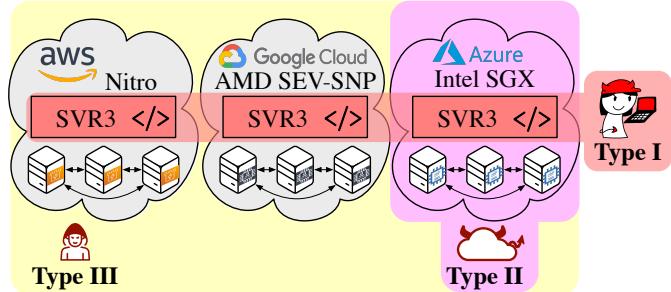 aws
Nitro
Google Cloud
AMD SEV-SNP
Azure
Intel SGX
SVR3 </>
SVR3 </>
SVR3 </>
Type I
Type III
Type II